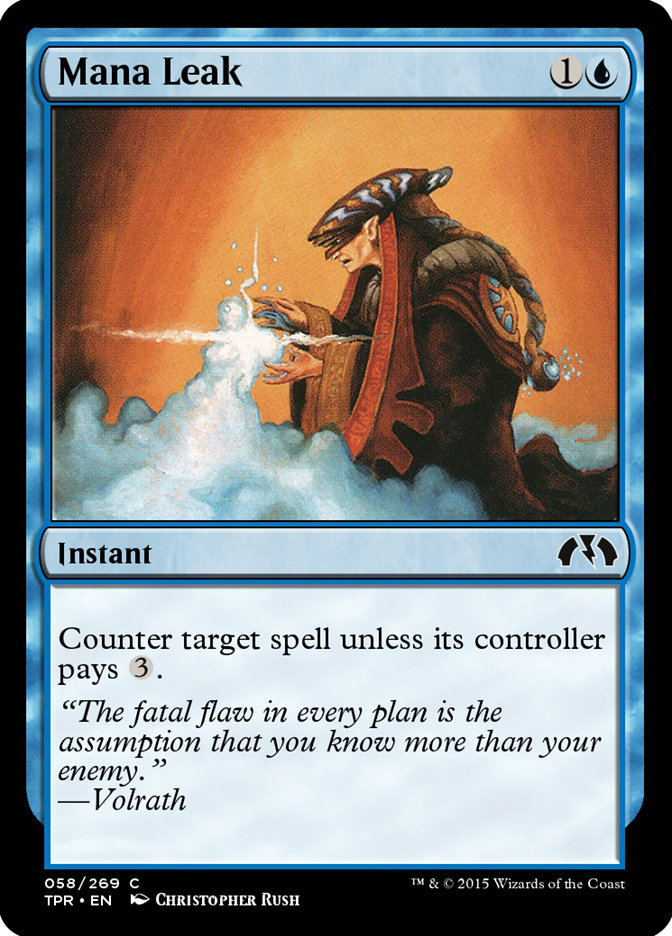 Mana Leak 1
Instant
Counter target spell unless its controller
pays 3.
“The fatal flaw in every plan is the
assumption that you know more than your
enemy.”
—Volrath
058/269 C
TPR • EN Christopher Rush
™ & © 2015 Wizards of the Coast